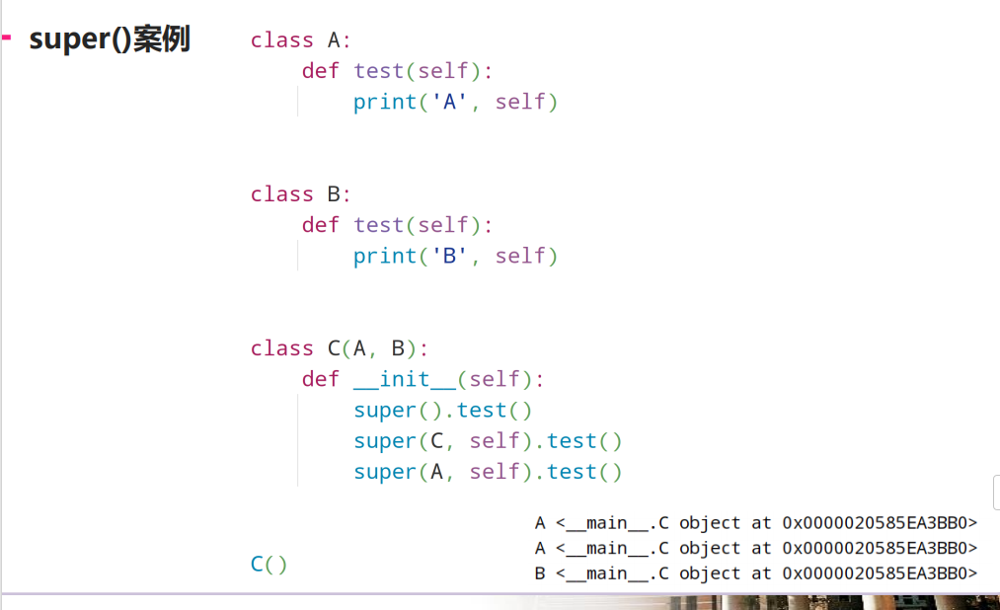 super()案例
class A:
    def test(self):
        print('A', self)
class B:
    def test(self):
        print('B', self)
class C(A, B):
    def __init__(self):
        super().test()
        super(C, self).test()
        super(A, self).test()
C()
A <__main__.C object at 0x0000020585EA3BB0>
A <__main__.C object at 0x0000020585EA3BB0>
B <__main__.C object at 0x0000020585EA3BB0>